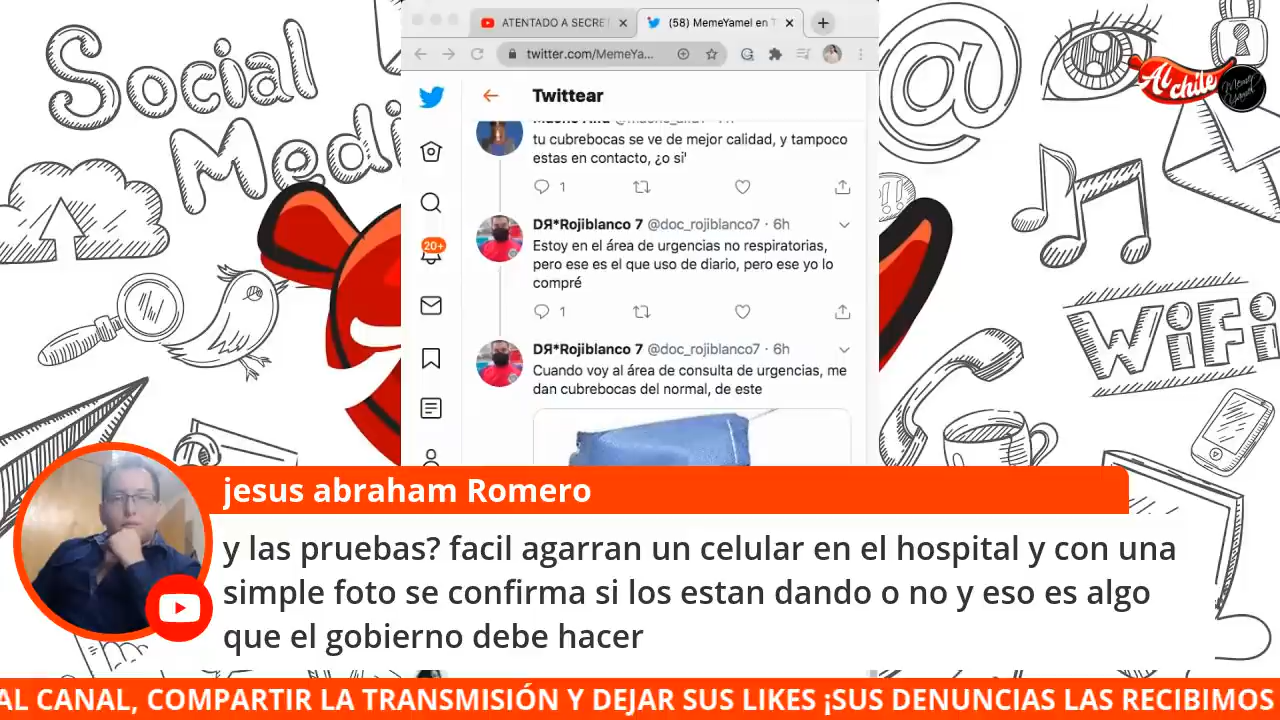 Social
Medi
ATENTADO A SECRE
(58) MemeYamel en T
twitter.com/MemeYa...
Al chile
Twittear
tu cubrebocas se ve de mejor calidad, y tampoco
estas en contacto, ¿o si'
1
20+
DЯ*Rojiblanco 7 @doc_rojiblanco7 · 6h
Estoy en el área de urgencias no respiratorias,
pero ese es el que uso de diario, pero ese yo lo
compré
1
DЯ*Rojiblanco 7 @doc_rojiblanco7 · 6h
Cuando voy al área de consulta de urgencias, me
dan cubrebocas del normal, de este
@
!!
WiFi
jesus abraham Romero
y las pruebas? facil agarran un celular en el hospital y con una
simple foto se confirma si los estan dando o no y eso es algo
que el gobierno debe hacer
AL CANAL, COMPARTIR LA TRANSMISIÓN Y DEJAR SUS LIKES ¡SUS DENUNCIAS LAS RECIBIMOS